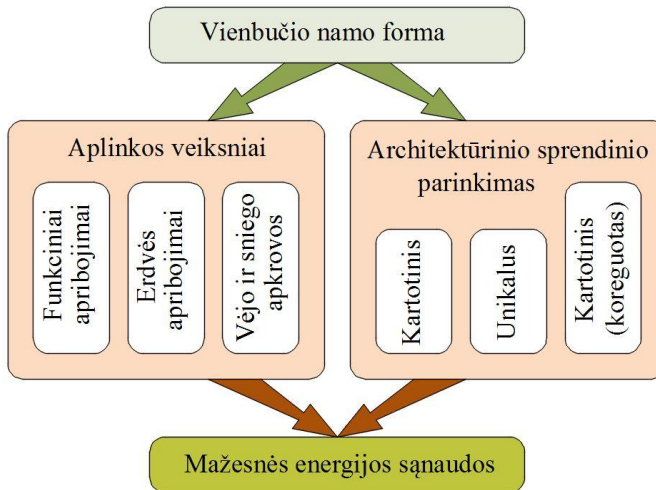 Vienbučio namo forma
Aplinkos veiksniai
Funkciniai
apribojimai
Erdvės
apribojimai
Vėjo ir sniego
apkrovos
Architektūrinio sprendinio
parinkimas
Kartotinis
Unikalus
Kartotinis
(koreguotas)
Mažesnės energijos sąnaudos